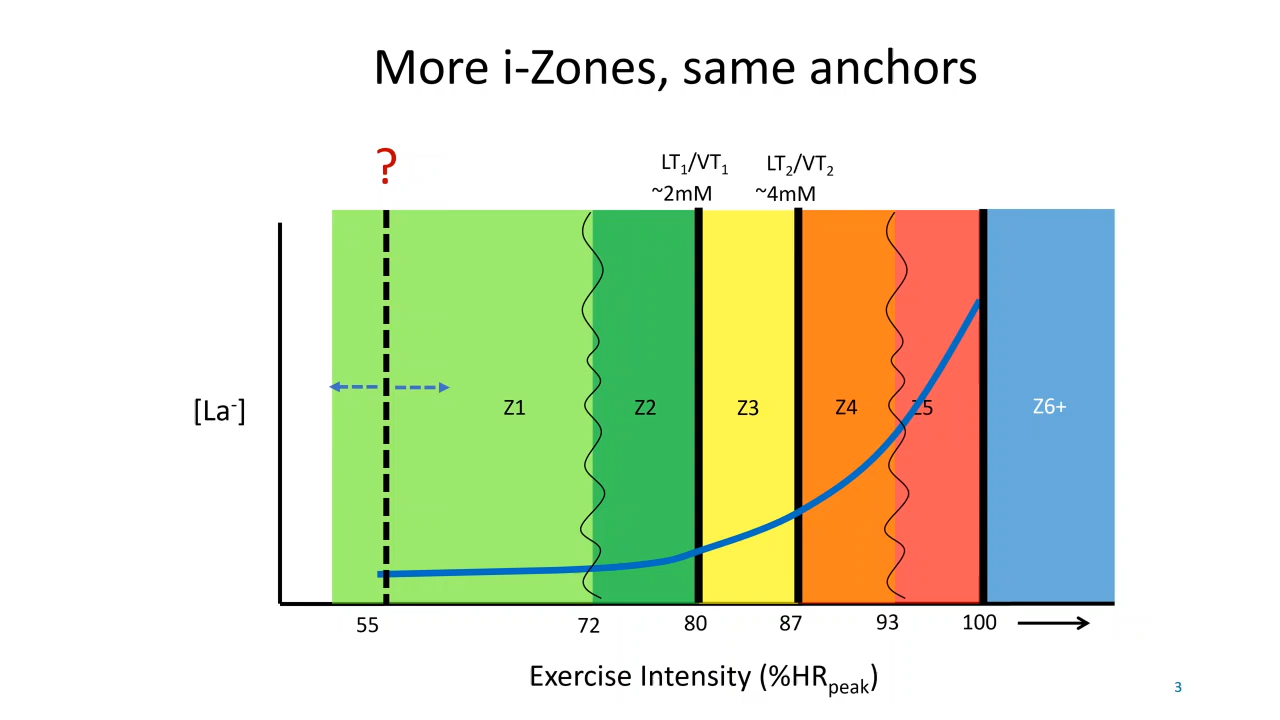 More i-Zones, same anchors
?
LT₁/VT₁
~2mM
LT₂/VT₂
~4mM
[La⁻]
Z1
Z2
Z3
Z4
Z5
Z6+
55
72
80
87
93
100
Exercise Intensity (%HRpeak)
3